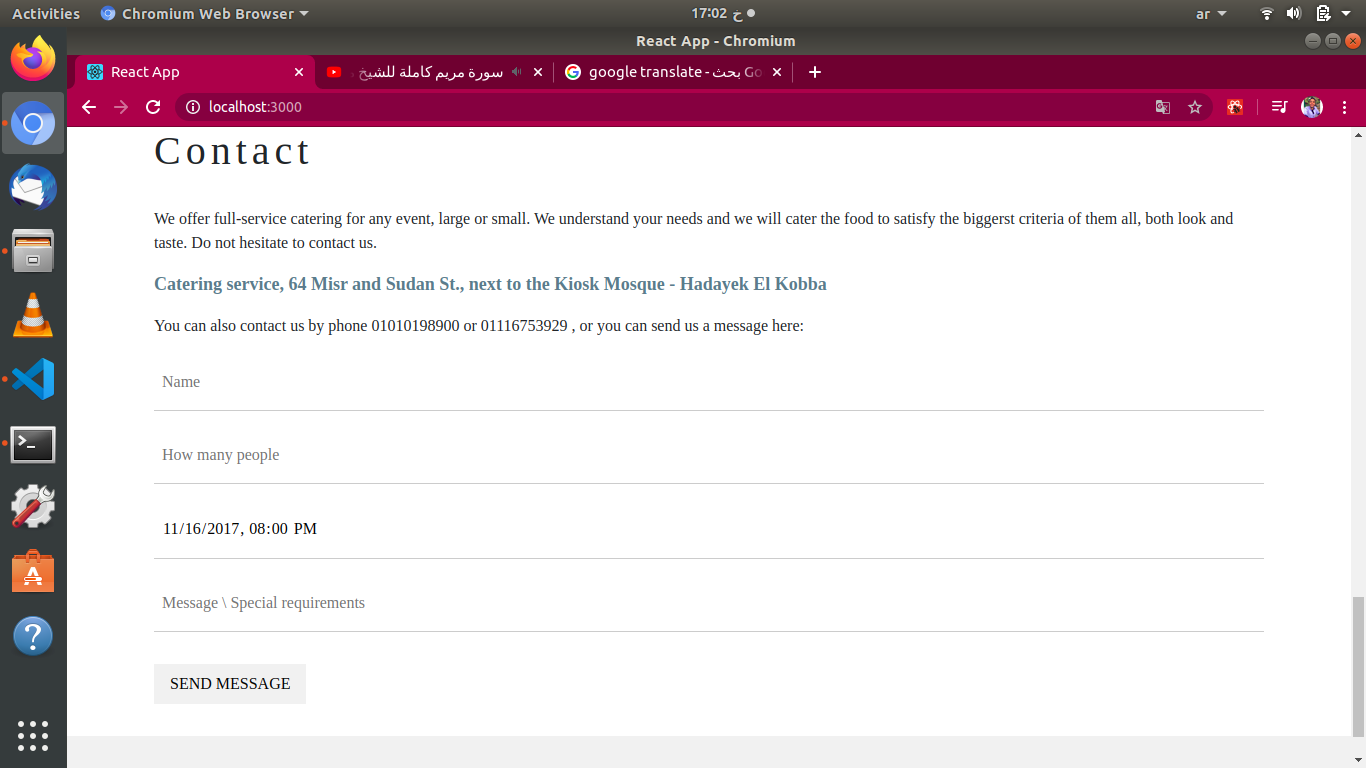 Activities
Chromium Web Browser
17:02 خ
ar
React App - Chromium
React App
سورة مريم كاملة للشيخ
google translate - بحث Go
localhost:3000
Contact
We offer full-service catering for any event, large or small. We understand your needs and we will cater the food to satisfy the biggerst criteria of them all, both look and
taste. Do not hesitate to contact us.
Catering service, 64 Misr and Sudan St., next to the Kiosk Mosque - Hadayek El Kobba
You can also contact us by phone 01010198900 or 01116753929 , or you can send us a message here:
Name
How many people
11/16/2017, 08:00 PM
Message \ Special requirements
SEND MESSAGE